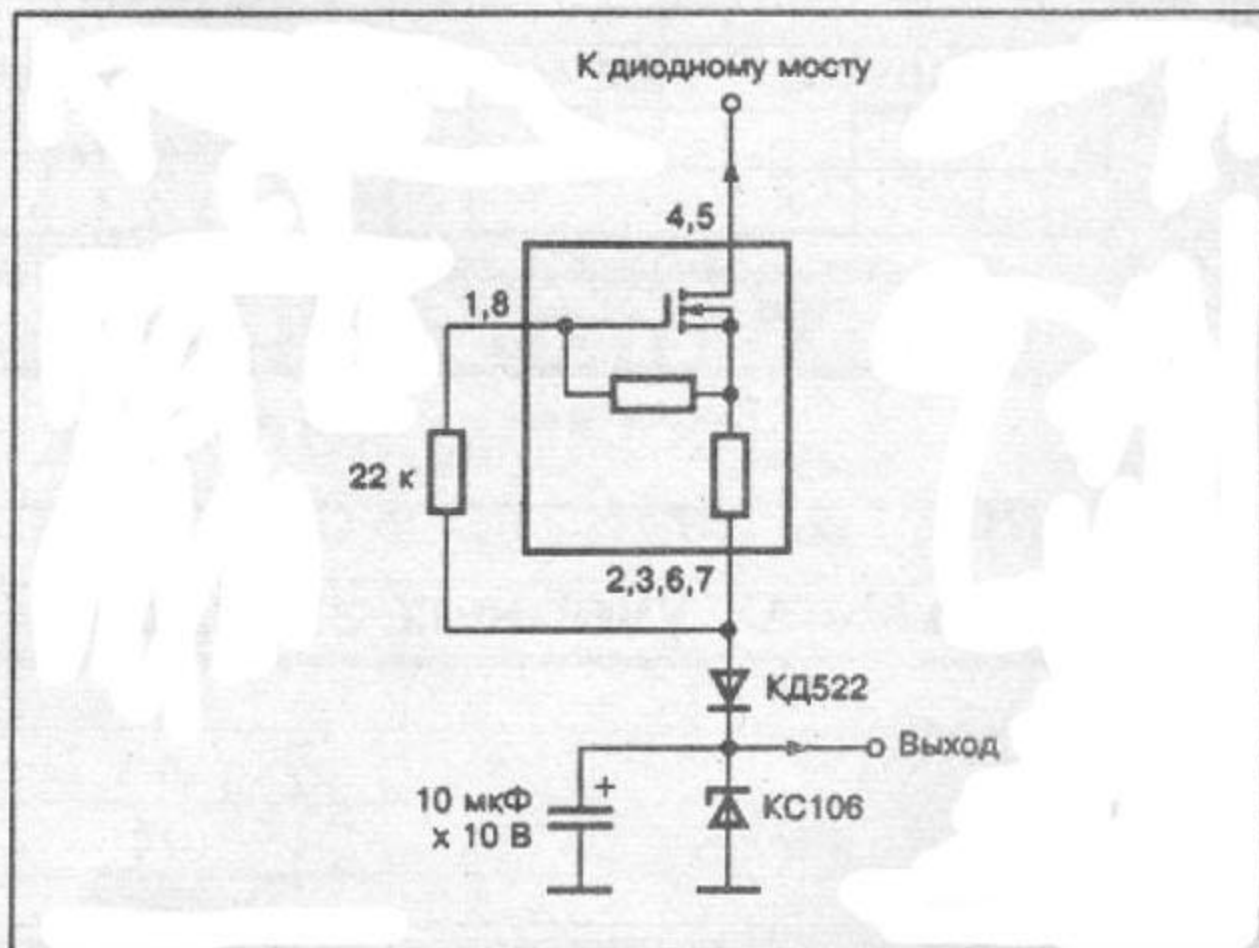 К диодному мосту
4,5
1,8
22 к
2,3,6,7
КД522
Выход
10 мкФ
х 10 В
+
КС106